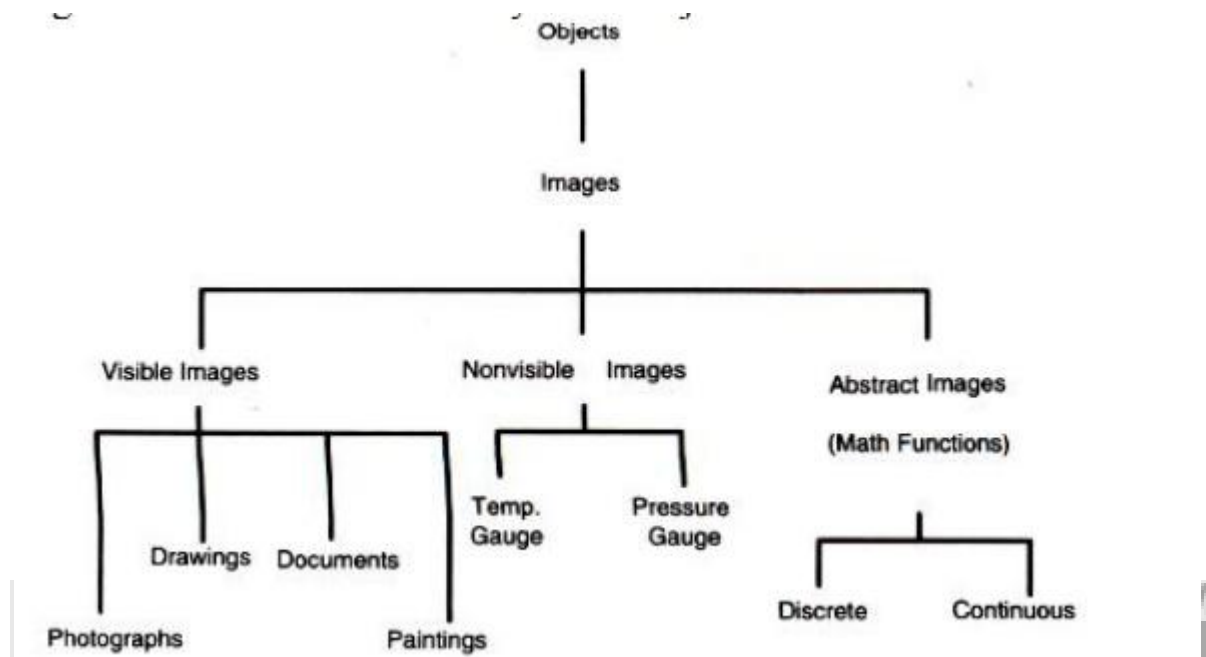 Objects
Images
Visible Images
Nonvisible Images
Abstract Images
(Math Functions)
Temp.
Gauge
Pressure
Gauge
Drawings
Documents
Discrete
Continuous
Photographs
Paintings